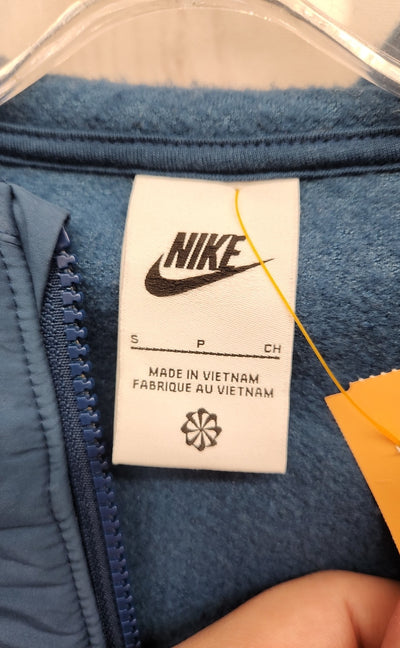 NIKE
S P CH
MADE IN VIETNAM
FABRIQUE AU VIETNAM